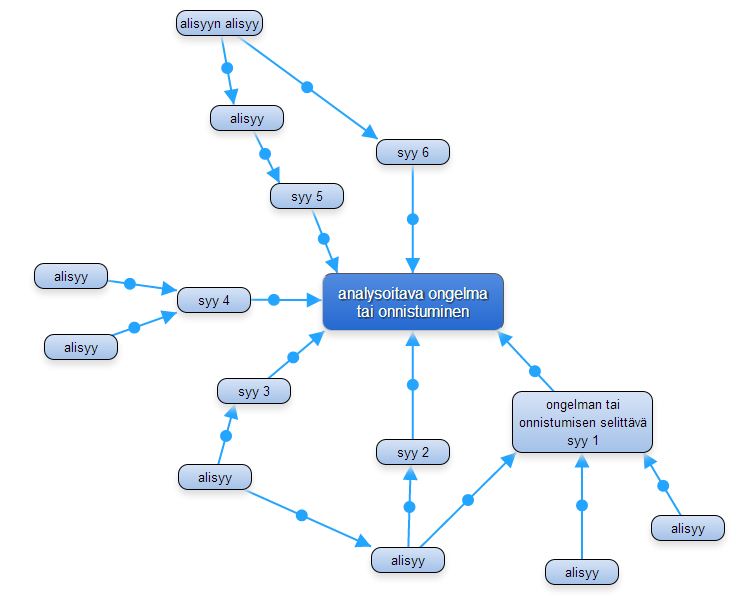 alisyyn alisyy
alisyy
syy 6
syy 5
alisyy
syy 4
analysoitava ongelma
tai onnistuminen
alisyy
syy 3
ongelman tai
onnistumisen selittävä
syy 1
syy 2
alisyy
alisyy
alisyy
alisyy